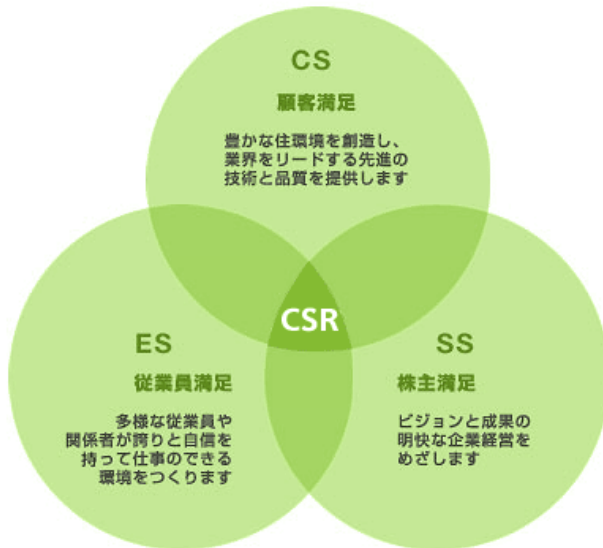 CS
顧客満足
豊かな住環境を創造し、
業界をリードする先進の
技術と品質を提供します
CSR
ES
従業員満足
多様な従業員や
関係者が誇りと自信を
持って仕事のできる
環境をつくります
SS
株主満足
ビジョンと成果の
明快な企業経営を
めざします